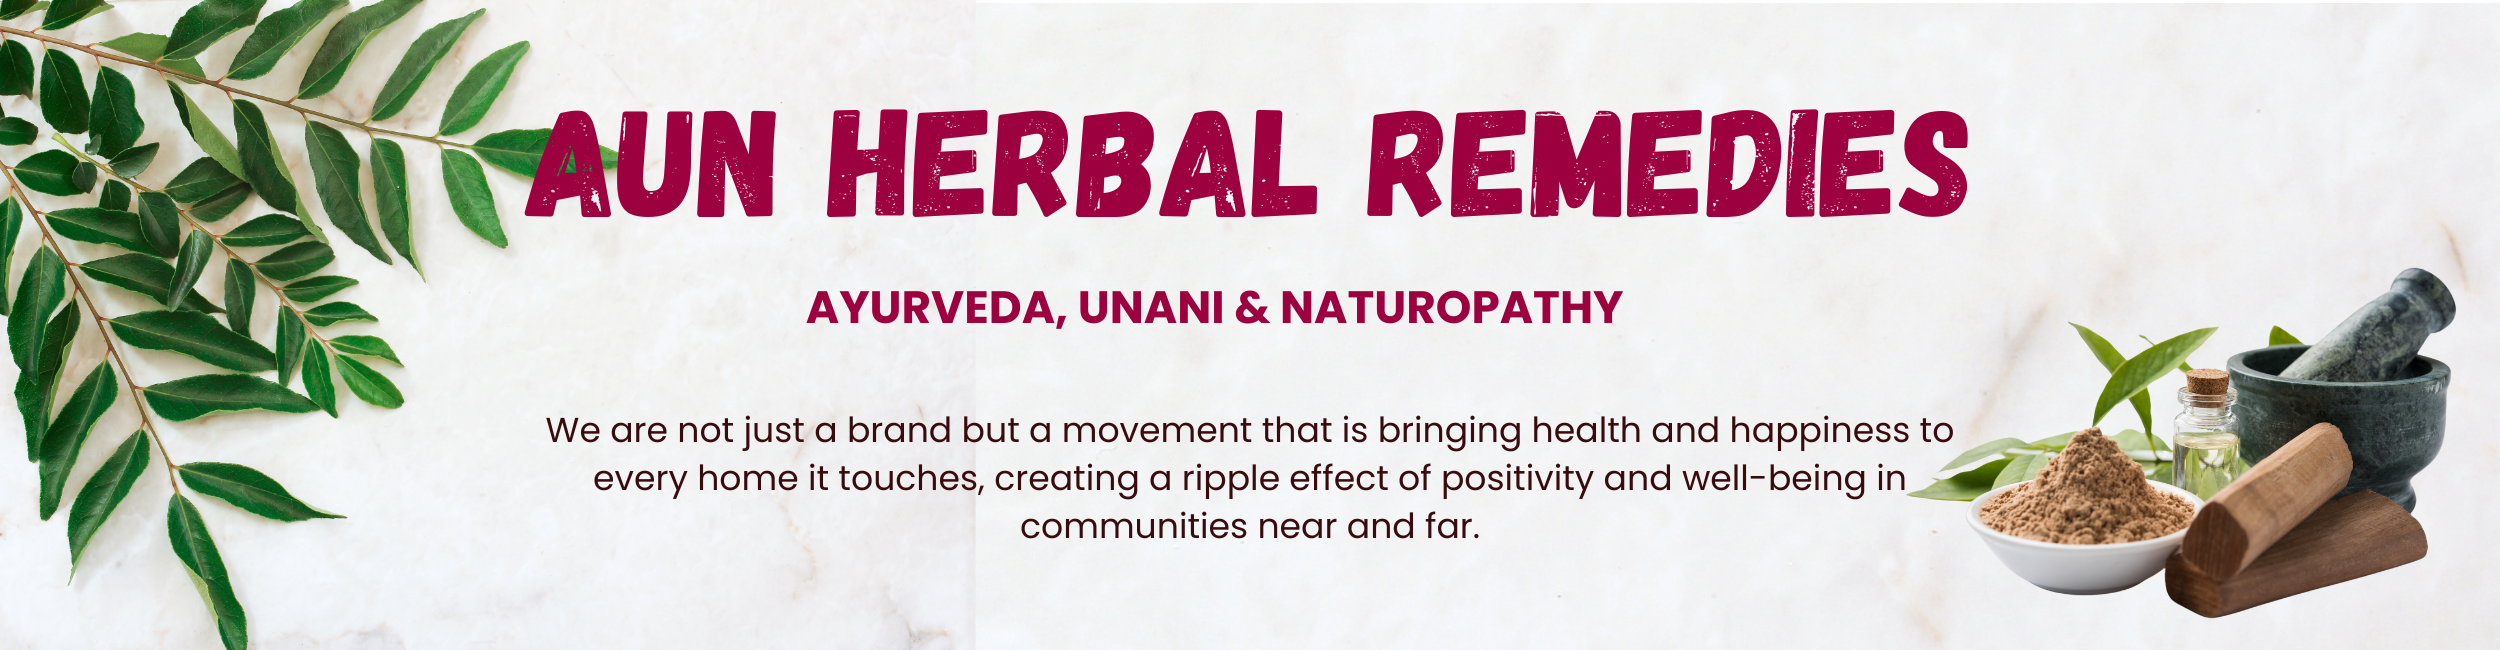 AUN HERBAL REMEDIES
AYURVEDA, UNANI & NATUROPATHY
We are not just a brand but a movement that is bringing health and happiness to
every home it touches, creating a ripple effect of positivity and well-being in
communities near and far.